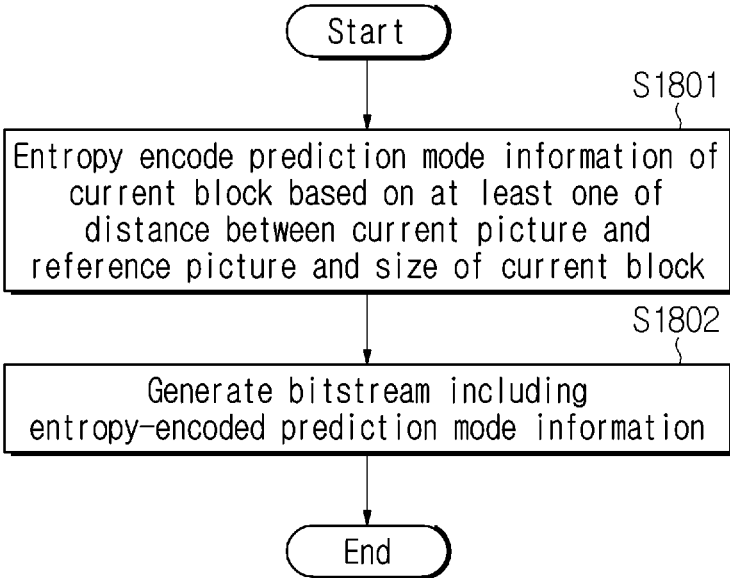 Start
S1801
Entropy encode prediction mode information of
current block based on at least one of
distance between current picture and
reference picture and size of current block
S1802
Generate bitstream including
entropy-encoded prediction mode information
End